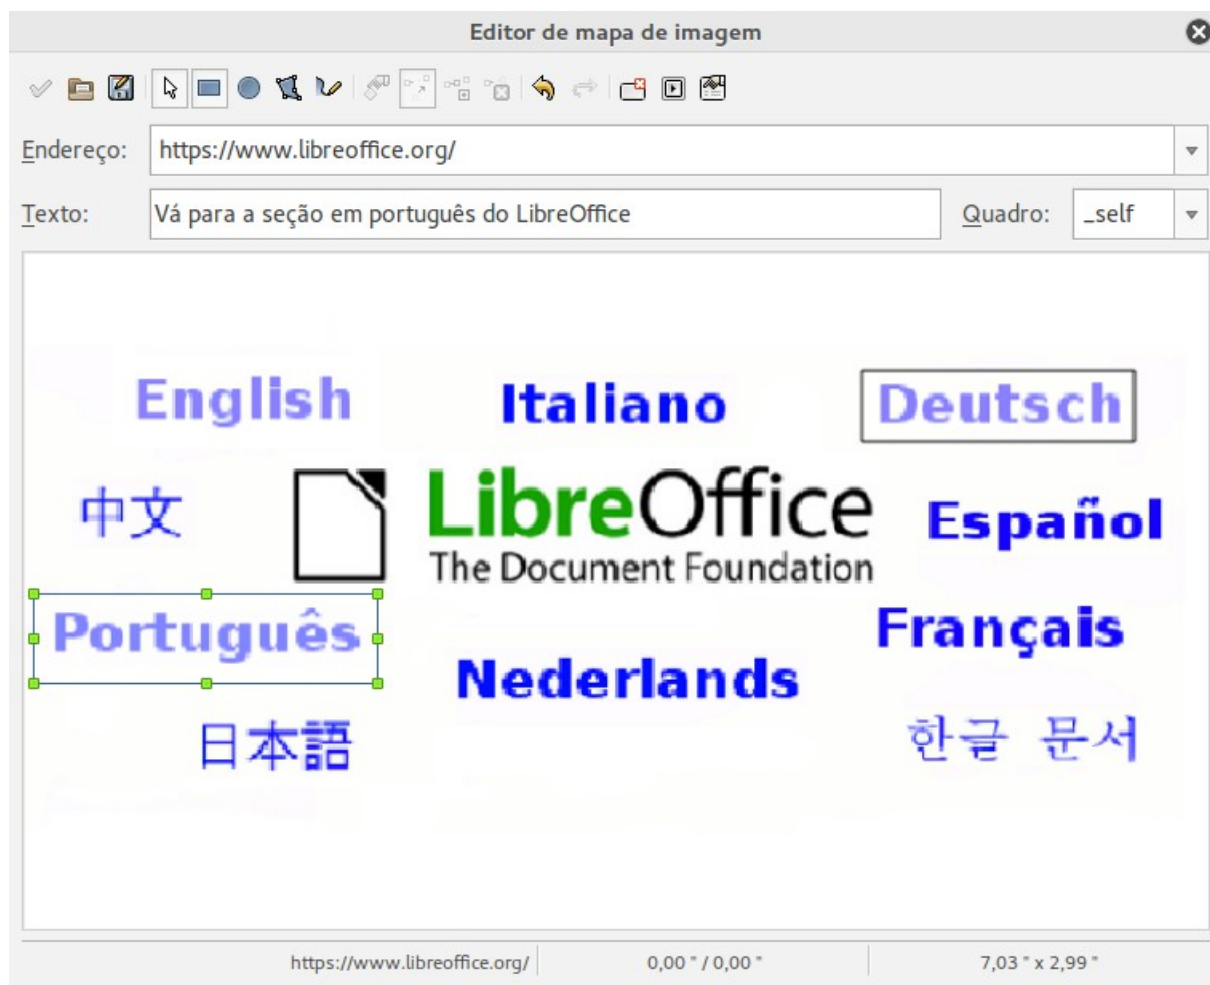 Editor de mapa de imagem
Endereço: https://www.libreoffice.org/
Texto: Vá para a seção em português do LibreOffice Quadro: _self
English Italiano Deutsch
中文 LibreOffice Español
The Document Foundation
Português Français
Nederlands
日本語 한글 문서
https://www.libreoffice.org/ 0,00 " / 0,00 " 7,03 " x 2,99 "